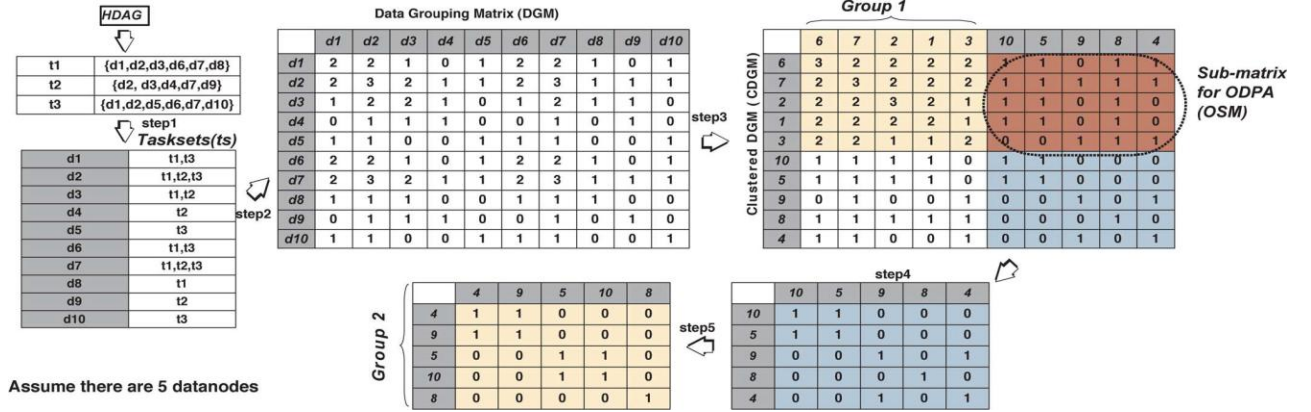 HDAG
t1 {d1,d2,d3,d6,d7,d8}
t2 {d2, d3,d4,d7,d9}
t3 {d1,d2,d5,d6,d7,d10}
step1
Tasksets(ts)
d1 t1,t3
d2 t1,t2,t3
d3 t1,t2
d4 t2
d5 t3
d6 t1,t3
d7 t1,t2,t3
d8 t1
d9 t2
d10 t3
Assume there are 5 datanodes
step2
Data Grouping Matrix (DGM)
d1 d2 d3 d4 d5 d6 d7 d8 d9 d10
d1 2 2 1 0 1 2 2 1 0 1
d2 2 3 2 1 1 2 3 1 1 1
d3 1 2 2 1 0 1 2 1 1 0
d4 0 1 1 1 0 0 1 0 1 0
d5 1 1 0 0 1 1 1 0 0 1
d6 2 2 1 0 1 2 2 1 0 1
d7 2 3 2 1 1 2 3 1 1 1
d8 1 1 1 0 0 1 1 1 0 0
d9 0 1 1 1 0 0 1 0 1 0
d10 1 1 0 0 1 1 1 0 0 1
step3
Group 1
Clustered DGM (CDGM)
6 7 2 1 3 10 5 9 8 4
6 3 2 2 2 2 1 1 0 1 1
7 2 3 2 2 2 1 1 1 1 1
2 2 2 3 2 1 1 1 0 1 0
1 2 2 2 2 1 1 1 0 1 0
3 2 2 1 1 2 0 0 1 1 1
10 1 1 1 1 0 1 1 0 0 0
5 1 1 1 1 0 1 1 0 0 0
9 0 1 0 0 1 0 0 1 0 1
8 1 1 1 1 1 0 0 0 1 0
4 1 1 0 0 1 0 0 1 0 1
Sub-matrix
for ODPA
(OSM)
step4
10 5 9 8 4
10 1 1 0 0 0
5 1 1 0 0 0
9 0 0 1 0 1
8 0 0 0 1 0
4 0 0 1 0 1
step5
Group 2
4 9 5 10 8
4 1 1 0 0 0
9 1 1 0 0 0
5 0 0 1 1 0
10 0 0 1 1 0
8 0 0 0 0 1